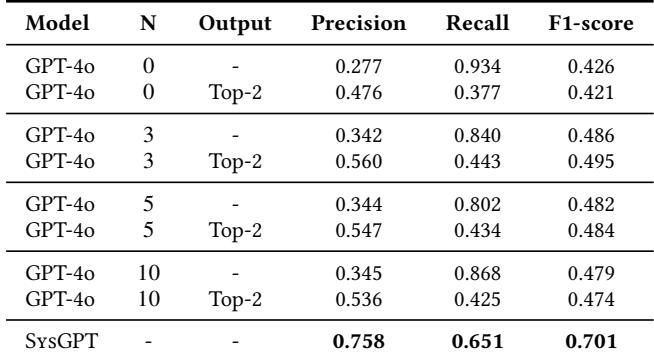 Model N Output Precision Recall F1-score
GPT-4o 0 - 0.277 0.934 0.426
GPT-4o 0 Top-2 0.476 0.377 0.421
GPT-4o 3 - 0.342 0.840 0.486
GPT-4o 3 Top-2 0.560 0.443 0.495
GPT-4o 5 - 0.344 0.802 0.482
GPT-4o 5 Top-2 0.547 0.434 0.484
GPT-4o 10 - 0.345 0.868 0.479
GPT-4o 10 Top-2 0.536 0.425 0.474
SysGPT - - 0.758 0.651 0.701